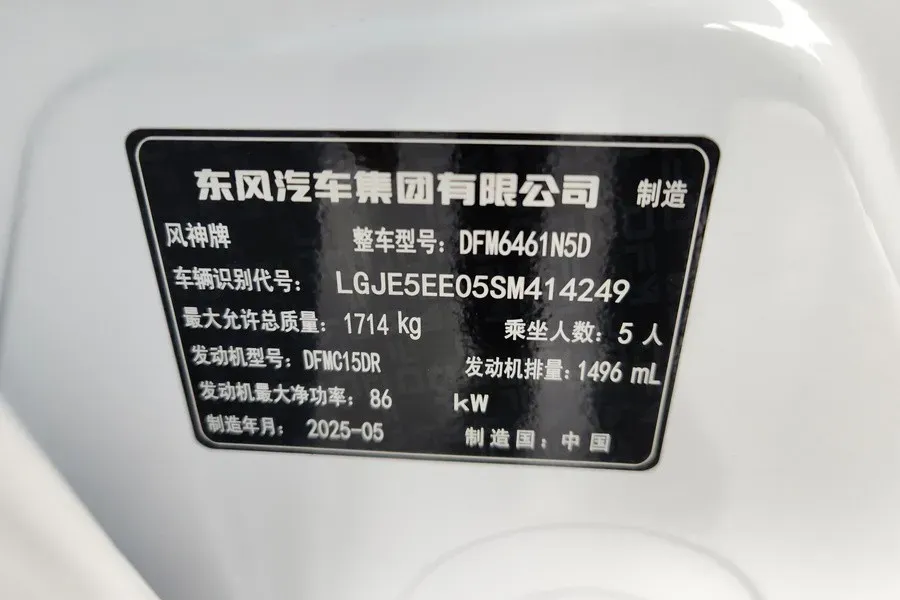 东风汽车集团有限公司 制造
风神牌 整车型号：DFM6461N5D
车辆识别代号： LGJE5EE05SM414249
最大允许总质量：1714 kg 乘坐人数：5 人
发动机型号：DFMC15DR 发动机排量：1496 mL
发动机最大净功率：86 kW
制造年月： 2025-05 制造国：中国